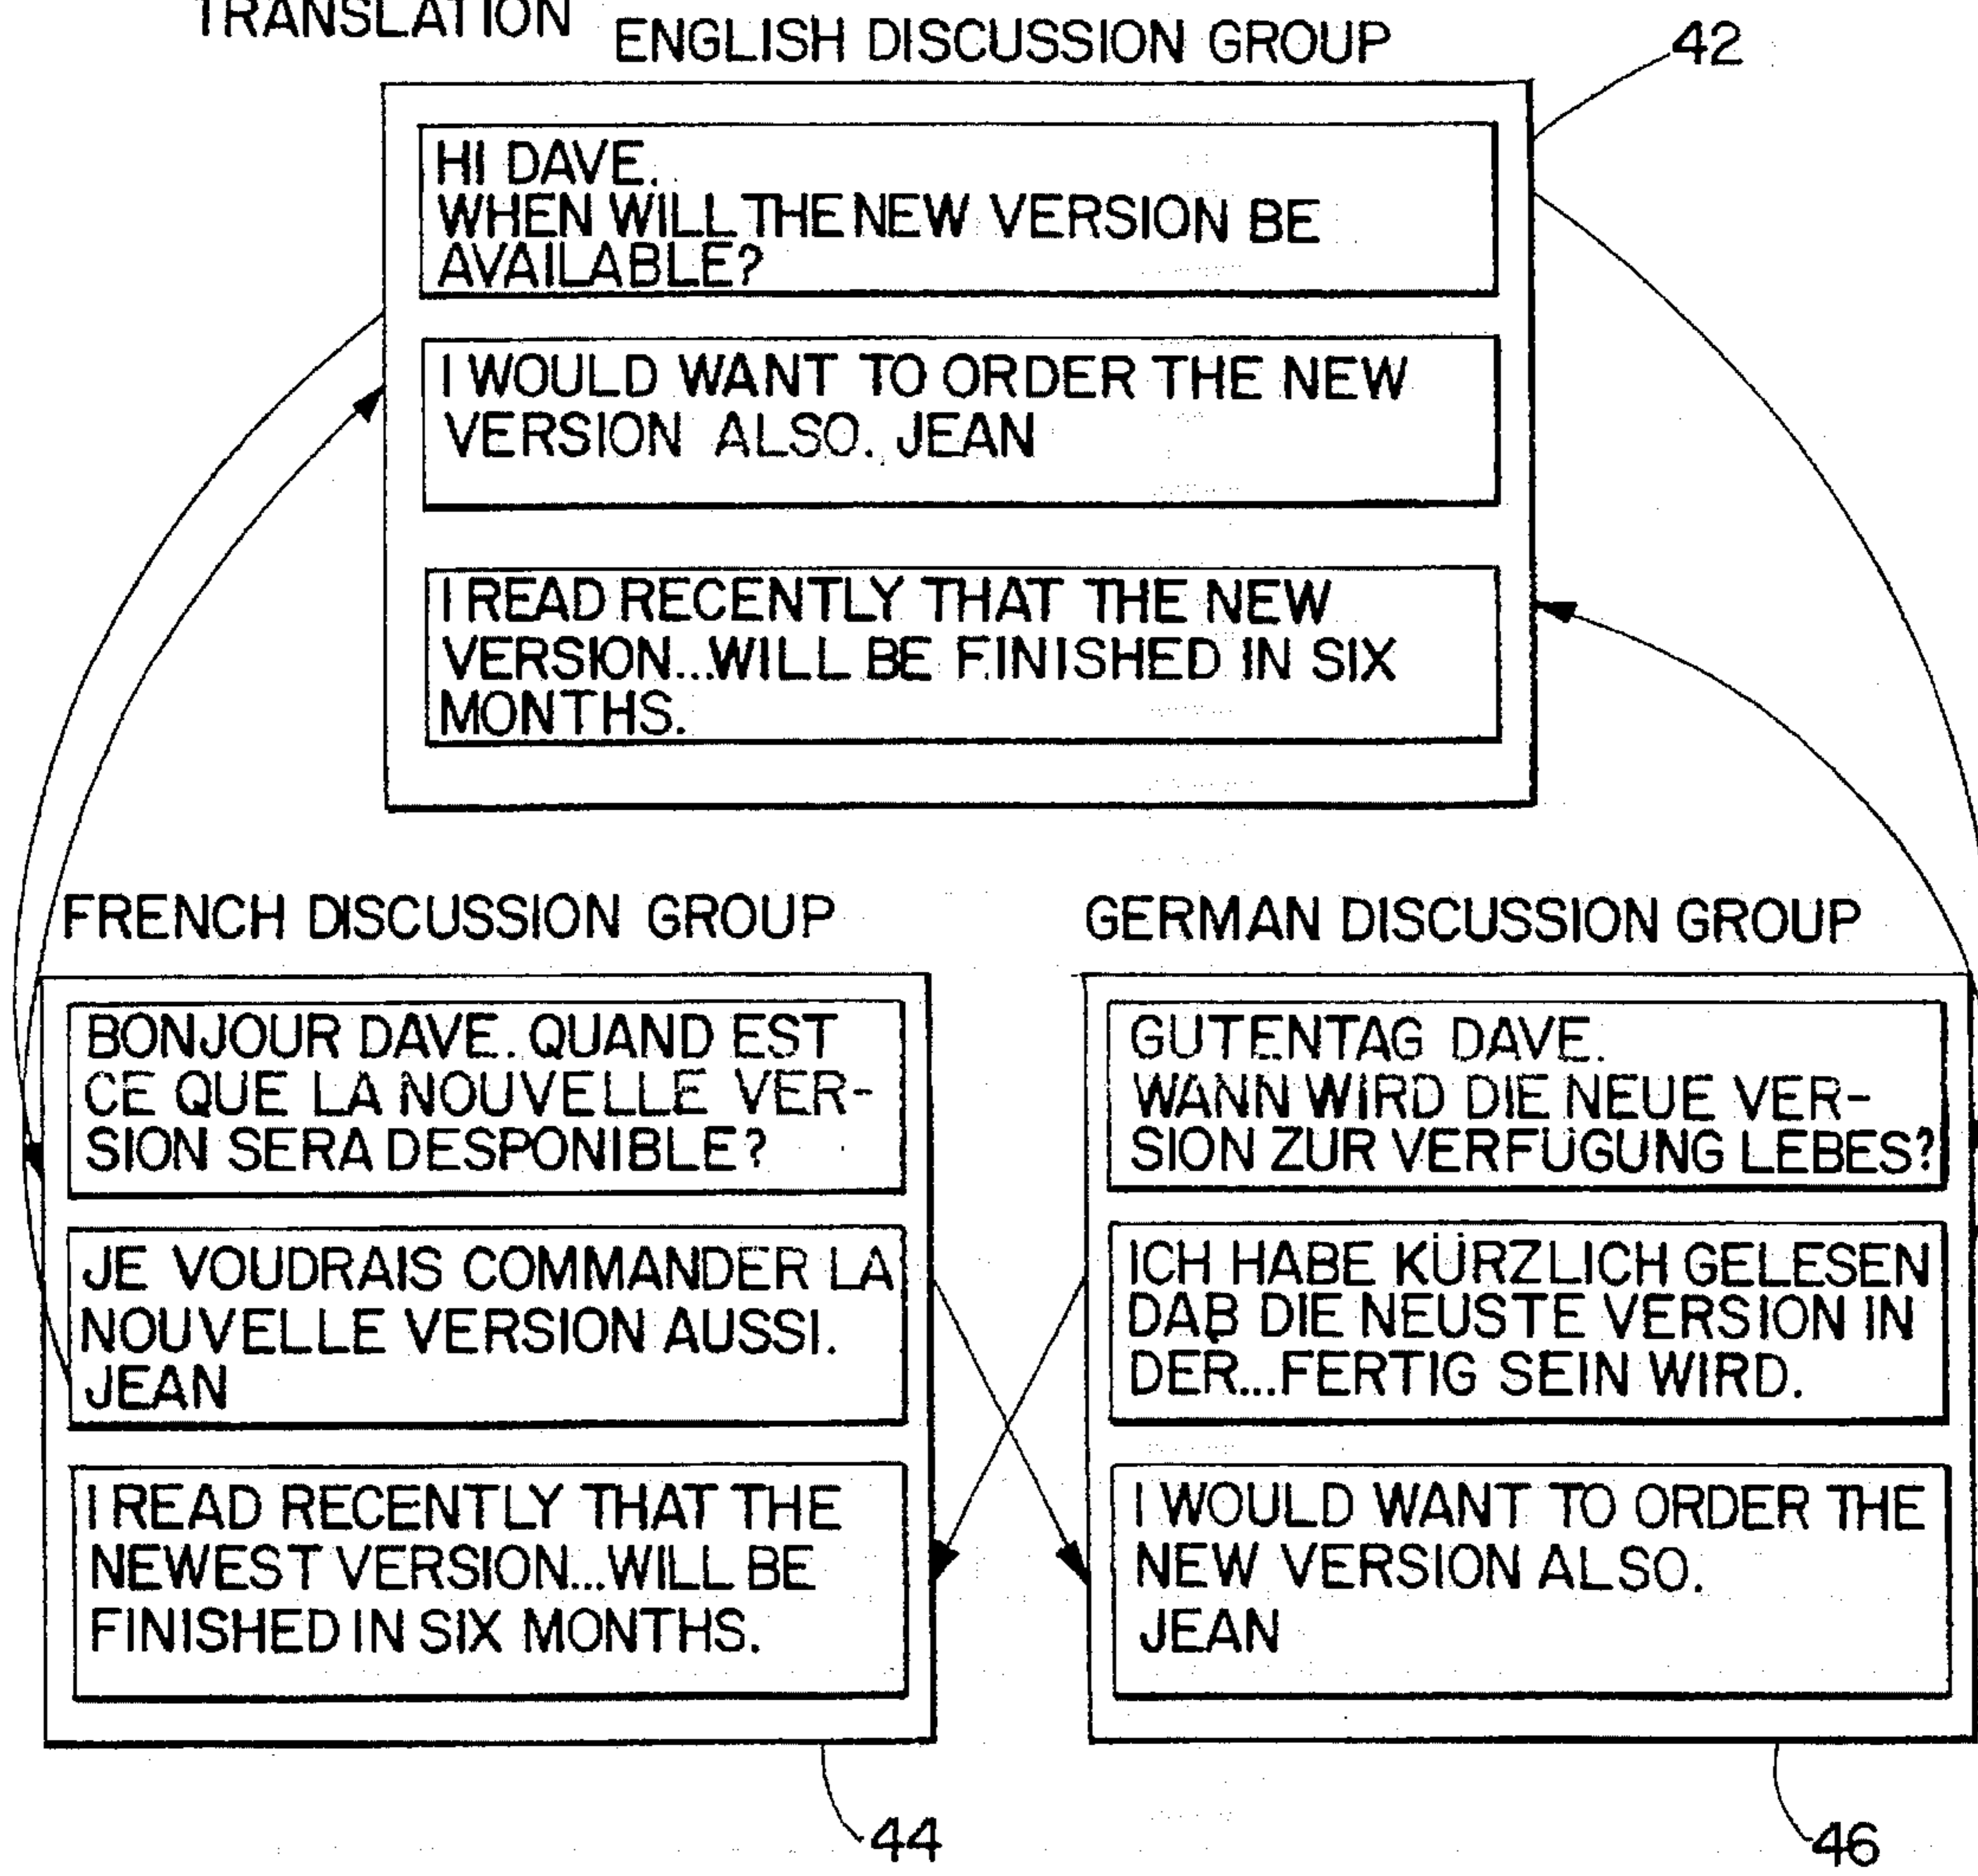 TRANSLATION
ENGLISH DISCUSSION GROUP
42
HI DAVE.
WHEN WILL THE NEW VERSION BE
AVAILABLE?
I WOULD WANT TO ORDER THE NEW
VERSION ALSO. JEAN
I READ RECENTLY THAT THE NEW
VERSION...WILL BE FINISHED IN SIX
MONTHS.
FRENCH DISCUSSION GROUP
BONJOUR DAVE. QUAND EST
CE QUE LA NOUVELLE VER-
SION SERA DESPONIBLE?
JE VOUDRAIS COMMANDER LA
NOUVELLE VERSION AUSSI.
JEAN
I READ RECENTLY THAT THE
NEWEST VERSION...WILL BE
FINISHED IN SIX MONTHS.
44
GERMAN DISCUSSION GROUP
GUTENTAG DAVE.
WANN WIRD DIE NEUE VER-
SION ZUR VERFÜGUNG LEBES?
ICH HABE KÜRZLICH GELESEN
DAB DIE NEUSTE VERSION IN
DER...FERTIG SEIN WIRD.
I WOULD WANT TO ORDER THE
NEW VERSION ALSO.
JEAN
46